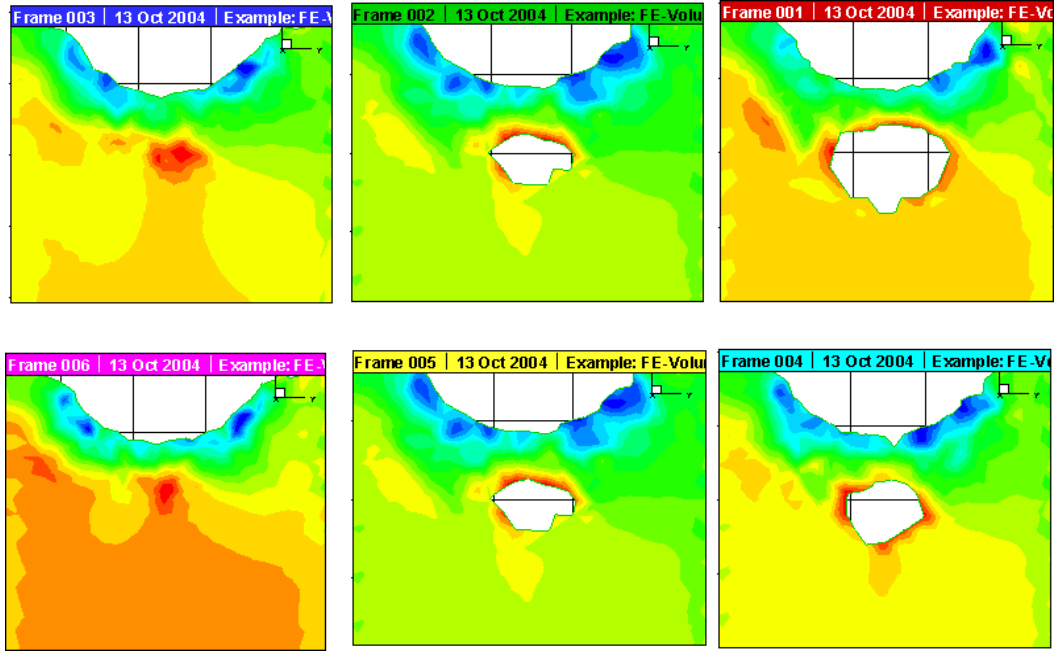 Frame 003 | 13 Oct 2004 | Example: FE-V
Frame 002 | 13 Oct 2004 | Example: FE-Volu
Frame 001 | 13 Oct 2004 | Example: FE-Vo
X Y
X Y
X Y
Frame 006 | 13 Oct 2004 | Example: FE-V
Frame 005 | 13 Oct 2004 | Example: FE-Volu
Frame 004 | 13 Oct 2004 | Example: FE-Vo
X Y
X Y
X Y